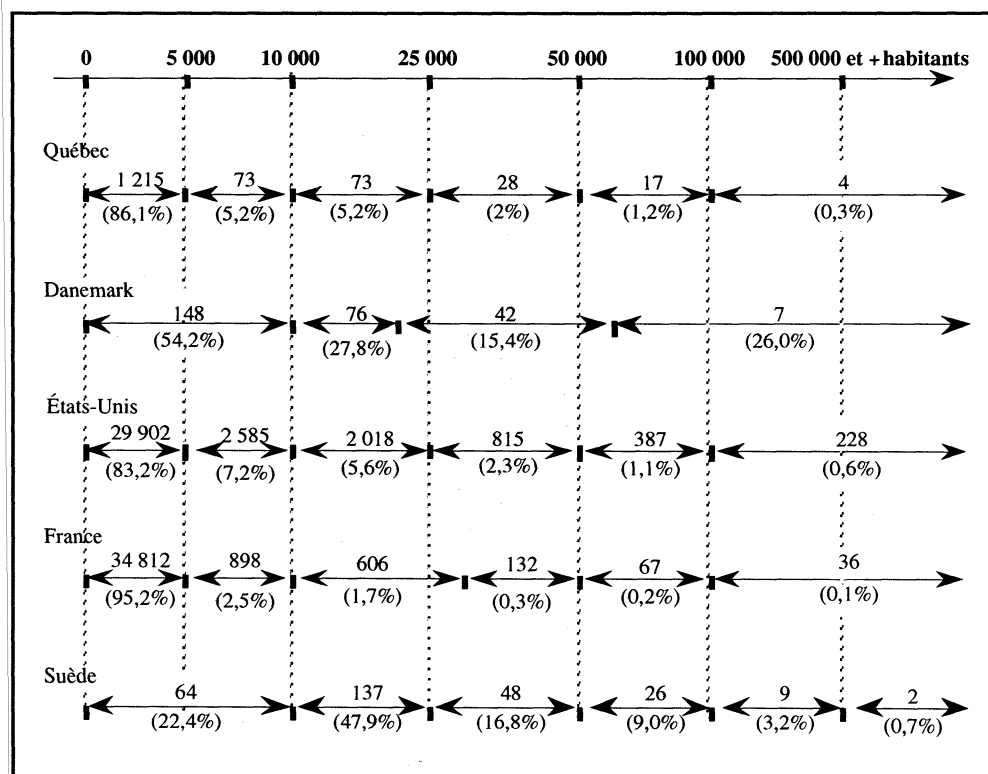 0 5 000 10 000 25 000 50 000 100 000 500 000 et + habitants
Québec
1 215 73 73 28 17 4
(86,1%) (5,2%) (5,2%) (2%) (1,2%) (0,3%)
Danemark
148 76 42 7
(54,2%) (27,8%) (15,4%) (26,0%)
États-Unis
29 902 2 585 2 018 815 387 228
(83,2%) (7,2%) (5,6%) (2,3%) (1,1%) (0,6%)
France
34 812 898 606 132 67 36
(95,2%) (2,5%) (1,7%) (0,3%) (0,2%) (0,1%)
Suède
64 137 48 26 9 2
(22,4%) (47,9%) (16,8%) (9,0%) (3,2%) (0,7%)